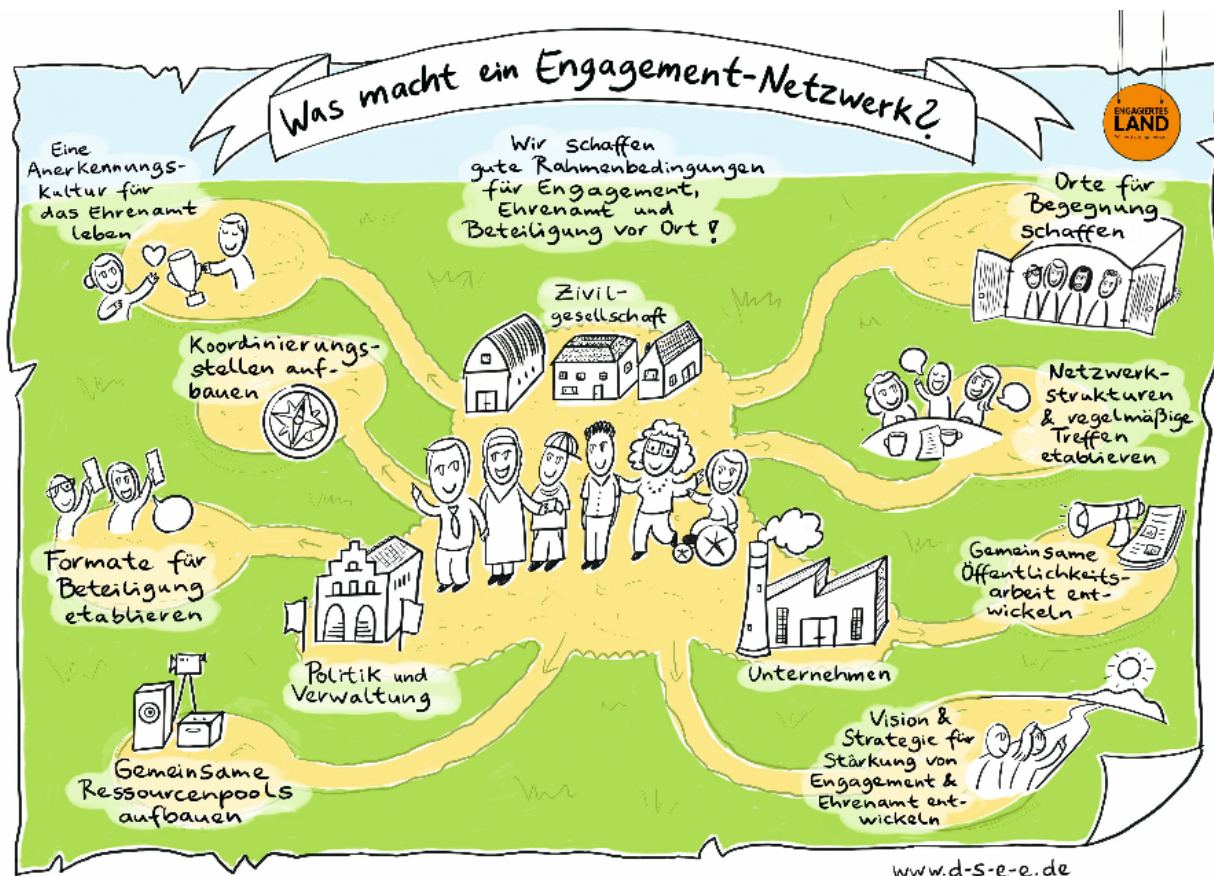 Was macht ein Engagement-Netzwerk?
ENGAGIERTES
LAND
Eine
Anerkennungs-
kultur für
das Ehrenamt
leben
Wir schaffen
gute Rahmenbedingungen
für Engagement,
Ehrenamt und
Beteiligung vor Ort!
Orte für
Begegnung
schaffen
Zivil-
gesellschaft
Koordinierungs-
stellen auf-
bauen
Netzwerk-
strukturen
& regelmäßige
Treffen
etablieren
Formate für
Beteiligung
etablieren
Gemeinsame
Öffentlichkeits-
arbeit ent-
wickeln
Politik und
Verwaltung
Unternehmen
Gemeinsame
Ressourcenpools
aufbauen
Vision &
Strategie für
Stärkung von
Engagement &
Ehrenamt ent-
wickeln
www.d-s-e-e.de